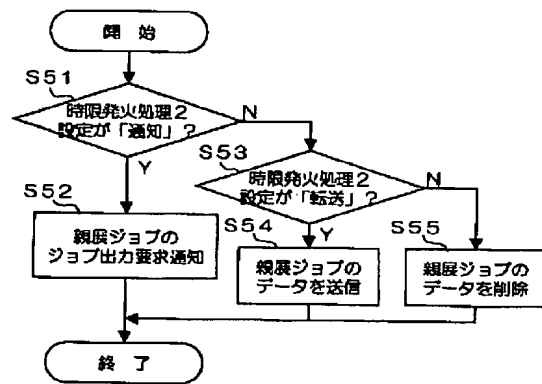 開 始
S51
時限発火処理2
設定が「通知」?
N
Y
S53
時限発火処理2
設定が「転送」?
N
Y
S52
親展ジョブの
ジョブ出力要求通知
S54
親展ジョブの
データを送信
S55
親展ジョブの
データを削除
終 了